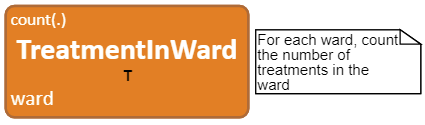 count(.)
TreatmentInWard
T
ward
For each ward, count
the number of
treatments in the
ward